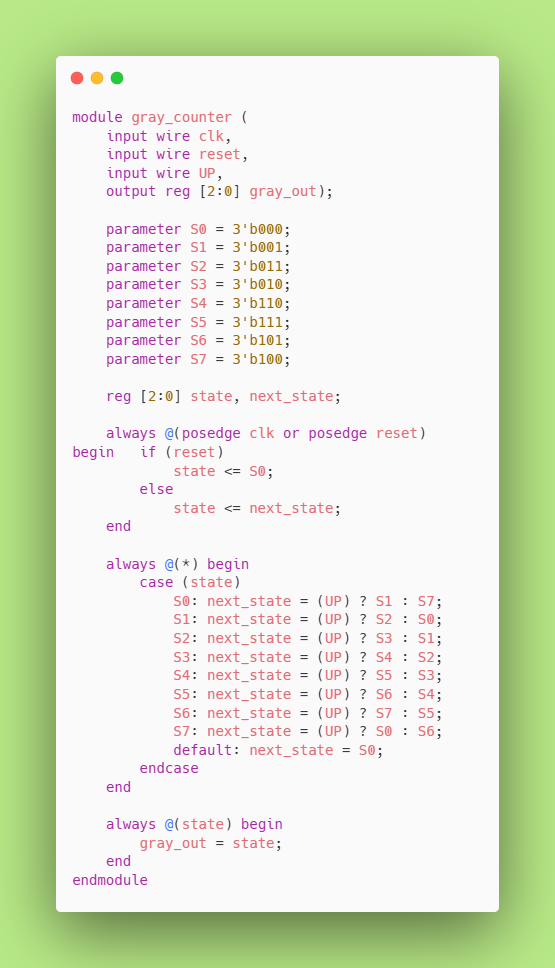 module gray_counter (
    input wire clk,
    input wire reset,
    input wire UP,
    output reg [2:0] gray_out);

    parameter S0 = 3'b000;
    parameter S1 = 3'b001;
    parameter S2 = 3'b011;
    parameter S3 = 3'b010;
    parameter S4 = 3'b110;
    parameter S5 = 3'b111;
    parameter S6 = 3'b101;
    parameter S7 = 3'b100;

    reg [2:0] state, next_state;

    always @(posedge clk or posedge reset)
begin   if (reset)
            state <= S0;
        else
            state <= next_state;
    end

    always @(*) begin
        case (state)
            S0: next_state = (UP) ? S1 : S7;
            S1: next_state = (UP) ? S2 : S0;
            S2: next_state = (UP) ? S3 : S1;
            S3: next_state = (UP) ? S4 : S2;
            S4: next_state = (UP) ? S5 : S3;
            S5: next_state = (UP) ? S6 : S4;
            S6: next_state = (UP) ? S7 : S5;
            S7: next_state = (UP) ? S0 : S6;
            default: next_state = S0;
        endcase
    end

    always @(state) begin
        gray_out = state;
    end
endmodule